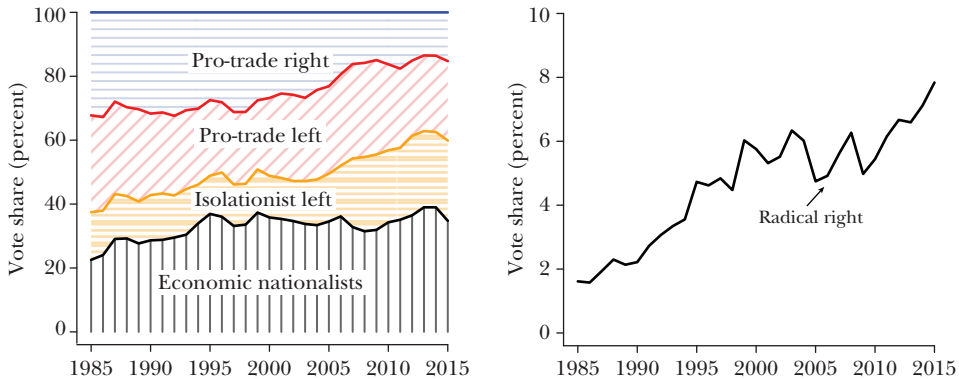 100
80
60
40
20
0
Vote share (percent)
Pro-trade right
Pro-trade left
Isolationist left
Economic nationalists
1985 1990 1995 2000 2005 2010 2015
10
8
6
4
2
0
Vote share (percent)
Radical right
1985 1990 1995 2000 2005 2010 2015